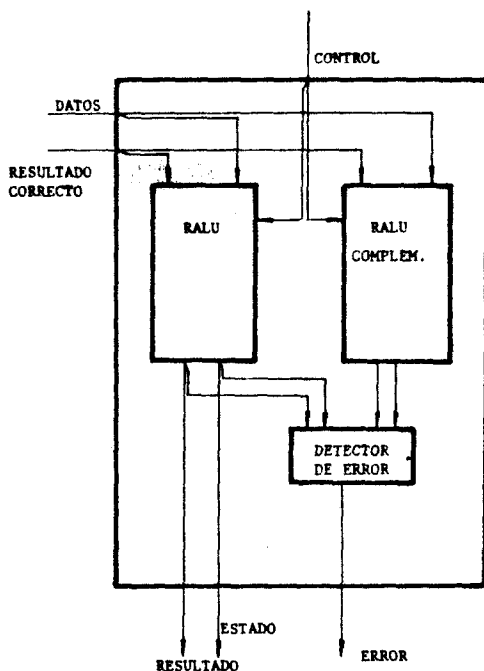 CONTROL
DATOS
RESULTADO
CORRECTO
RALU
RALU
COMPLEM.
DETECTOR
DE ERROR
ESTADO
RESULTADO
ERROR